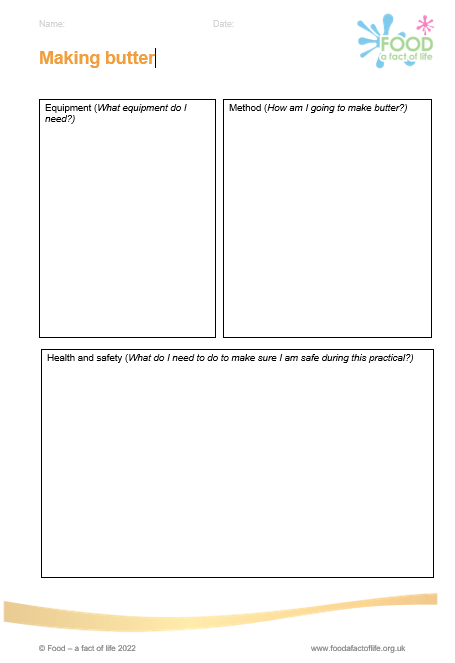 Name: Date:
FOOD
a fact of life
Making butter
Equipment (What equipment do I
need?)
Method (How am I going to make butter?)
Health and safety (What do I need to do to make sure I am safe during this practical?)
© Food – a fact of life 2022 www.foodafactoflife.org.uk